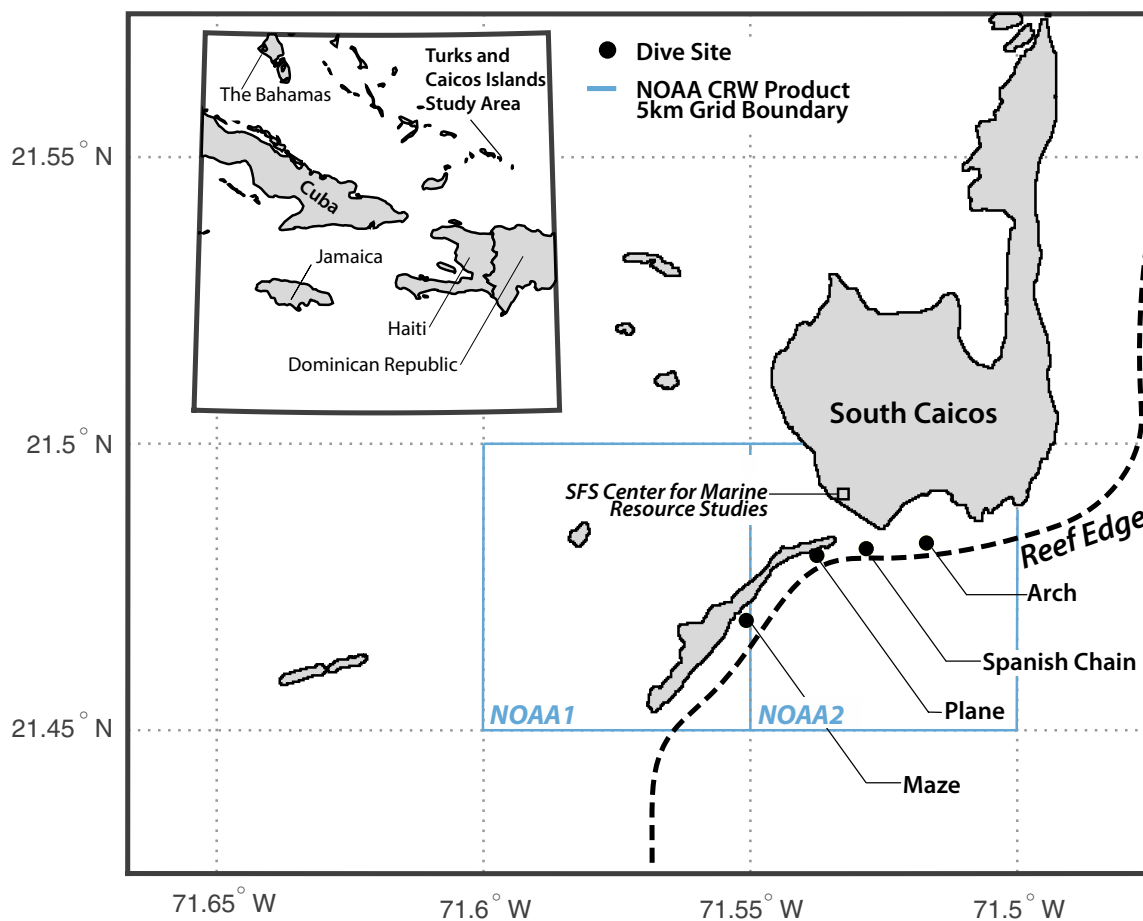 Turks and
Caicos Islands
Study Area
The Bahamas
Cuba
Jamaica
Haiti
Dominican Republic
Dive Site
NOAA CRW Product
5km Grid Boundary
21.55° N
21.5° N
21.45° N
South Caicos
SFS Center for Marine
Resource Studies
Reef Edge
Arch
Spanish Chain
Plane
Maze
NOAA1
NOAA2
71.65° W
71.6° W
71.55° W
71.5° W